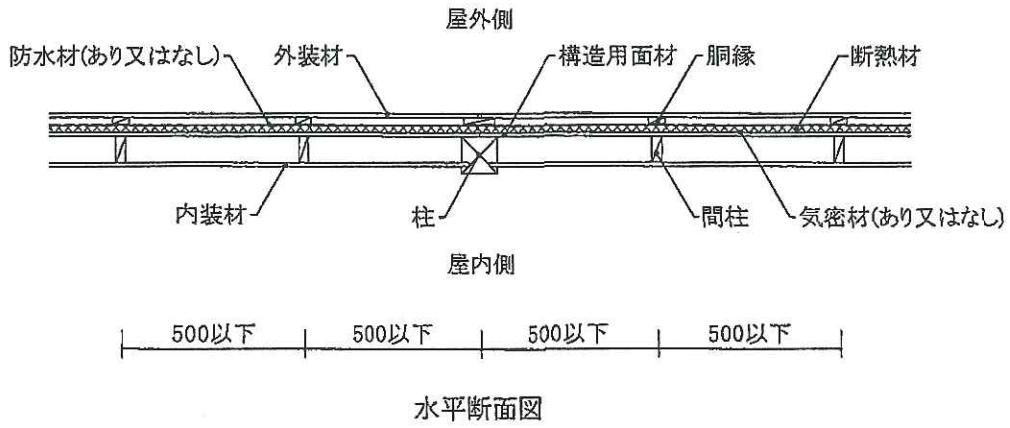 屋外側
防水材(あり又はなし) 外装材 構造用面材 胴縁 断熱材
内装材 柱 間柱 気密材(あり又はなし)
屋内側
500以下 500以下 500以下 500以下
水平断面図